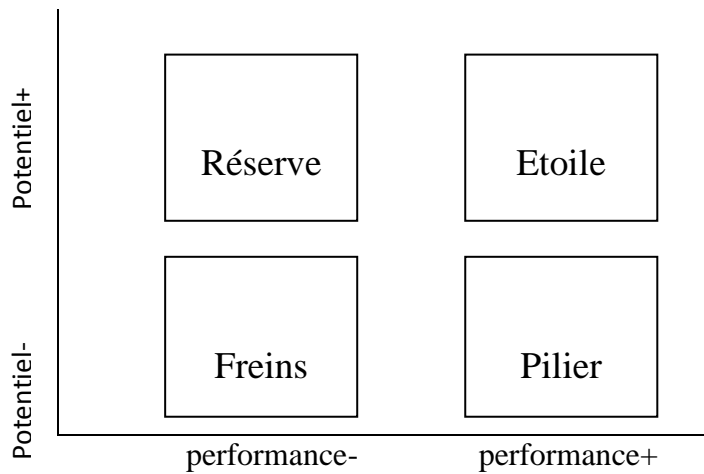 Potentiel+
Réserve
Etoile
Potentiel-
Freins
Pilier
performance-
performance+